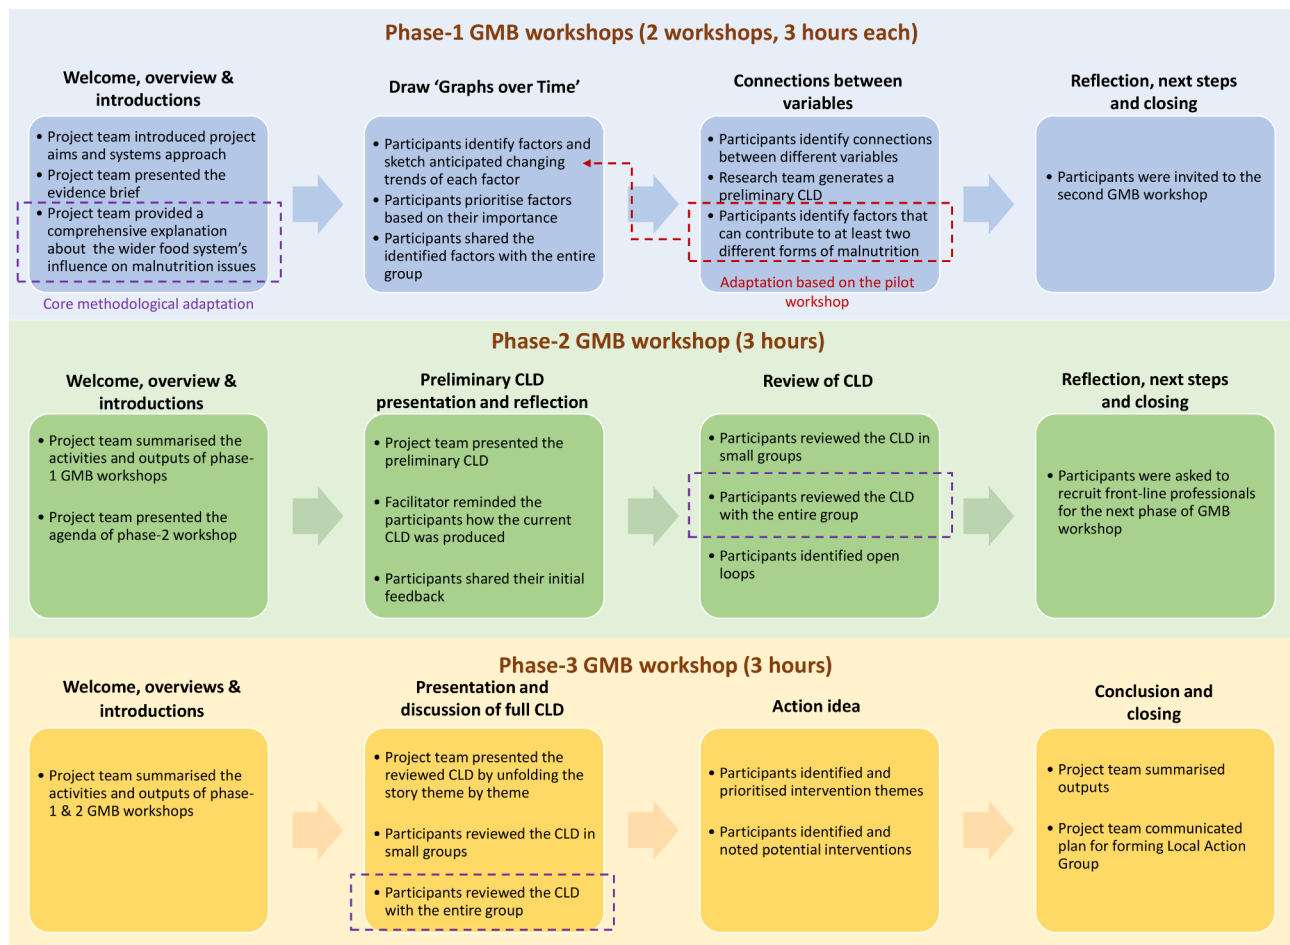 Phase-1 GMB workshops (2 workshops, 3 hours each)
Welcome, overview &
introductions
• Project team introduced project
aims and systems approach
• Project team presented the
evidence brief
• Project team provided a
comprehensive explanation
about the wider food system's
influence on malnutrition issues
Core methodological adaptation
Draw 'Graphs over Time'
• Participants identify factors and
sketch anticipated changing
trends of each factor
• Participants prioritise factors
based on their importance
• Participants shared the
identified factors with the entire
group
Connections between
variables
• Participants identify connections
between different variables
• Research team generates a
preliminary CLD
• Participants identify factors that
can contribute to at least two
different forms of malnutrition
Adaptation based on the pilot
workshop
Reflection, next steps
and closing
• Participants were invited to the
second GMB workshop
Phase-2 GMB workshop (3 hours)
Welcome, overview &
introductions
• Project team summarised the
activities and outputs of phase-
1 GMB workshops
• Project team presented the
agenda of phase-2 workshop
Preliminary CLD
presentation and reflection
• Project team presented the
preliminary CLD
• Facilitator reminded the
participants how the current
CLD was produced
• Participants shared their initial
feedback
Review of CLD
• Participants reviewed the CLD in
small groups
• Participants reviewed the CLD
with the entire group
• Participants identified open
loops
Reflection, next steps
and closing
• Participants were asked to
recruit front-line professionals
for the next phase of GMB
workshop
Phase-3 GMB workshop (3 hours)
Welcome, overviews &
introductions
• Project team summarised the
activities and outputs of phase-
1 & 2 GMB workshops
Presentation and
discussion of full CLD
• Project team presented the
reviewed CLD by unfolding the
story theme by theme
• Participants reviewed the CLD in
small groups
• Participants reviewed the CLD
with the entire group
Action idea
• Participants identified and
prioritised intervention themes
• Participants identified and
noted potential interventions
Conclusion and
closing
• Project team summarised
outputs
• Project team communicated
plan for forming Local Action
Group